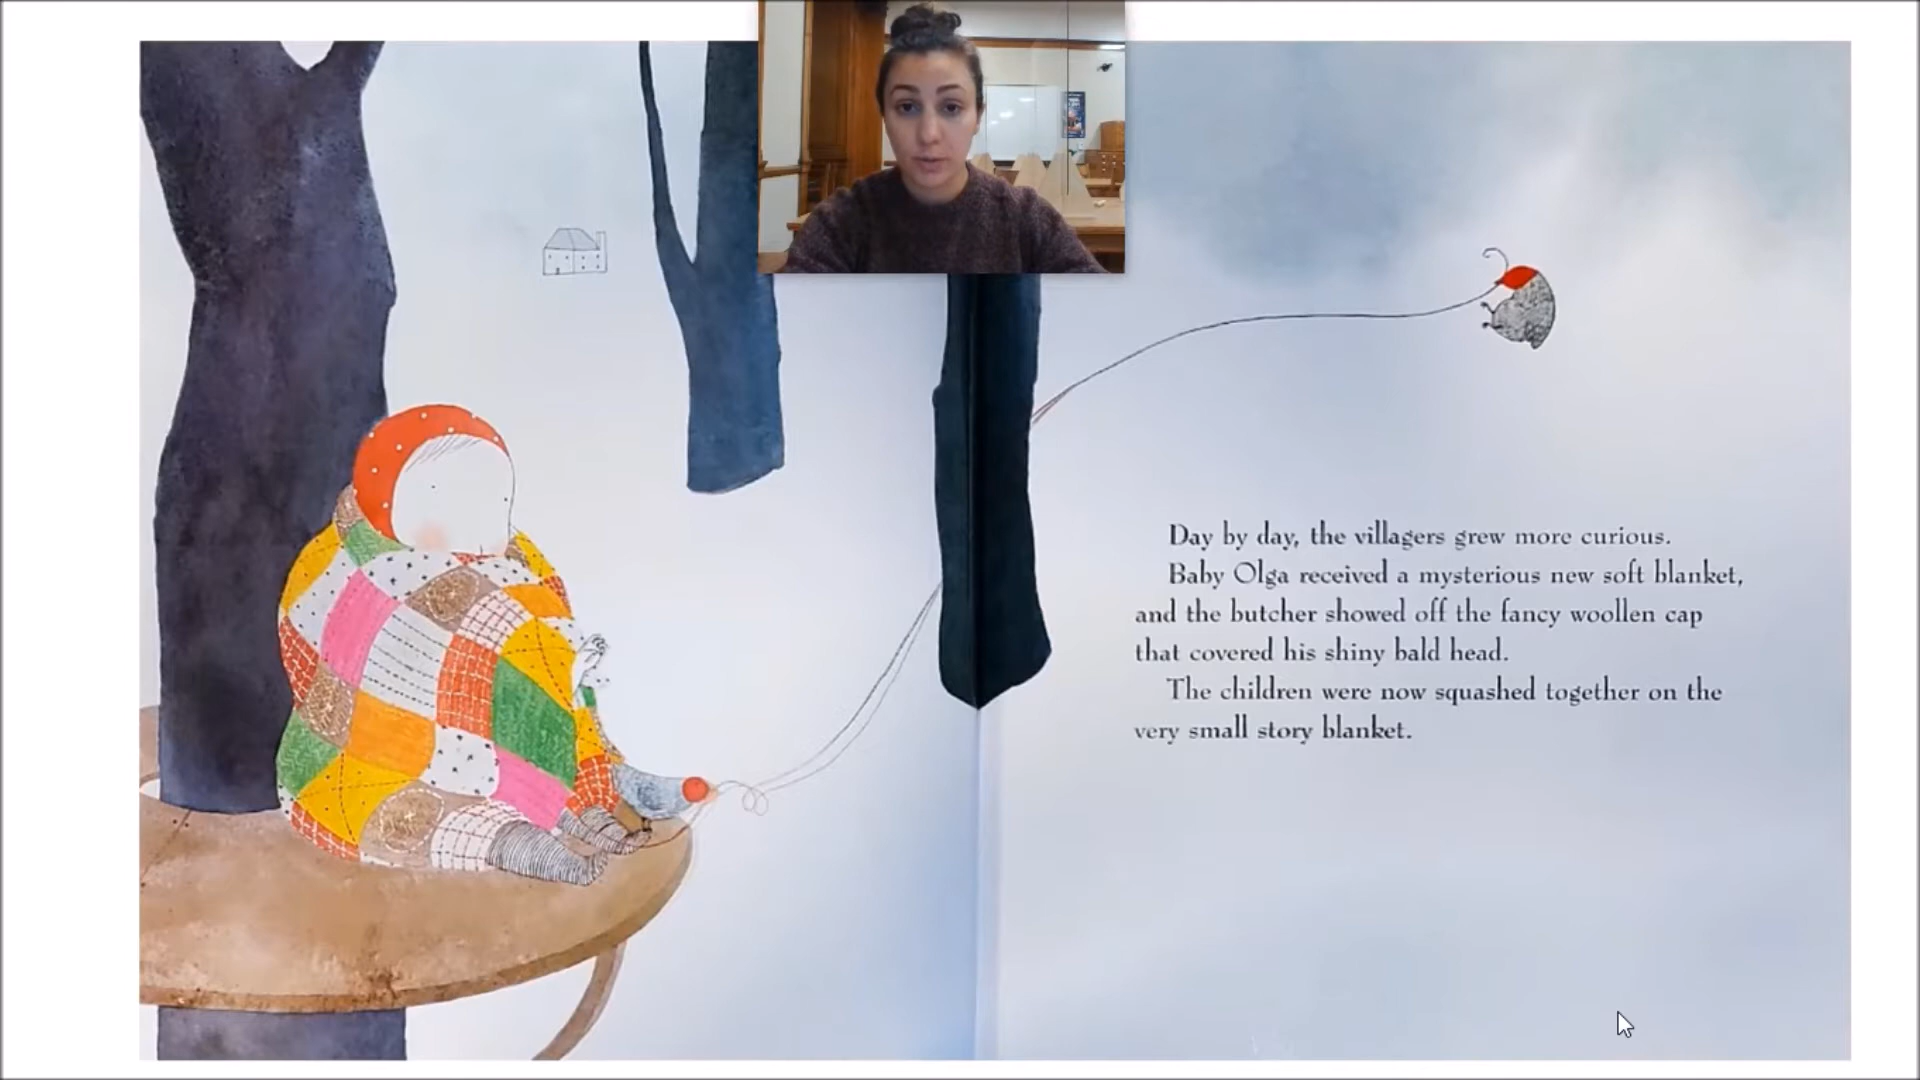 Day by day, the villagers grew more curious.
Baby Olga received a mysterious new soft blanket,
and the butcher showed off the fancy woollen cap
that covered his shiny bald head.
The children were now squashed together on the
very small story blanket.